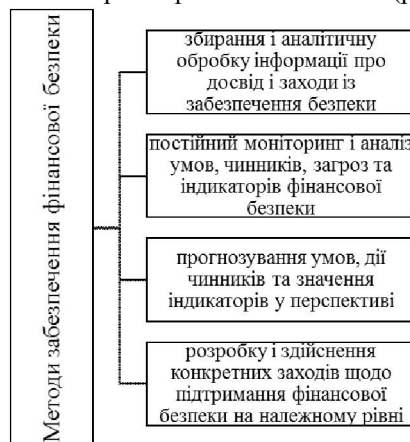 Методи забезпечення фінансової безпеки
збирання і аналітичну
обробку інформації про
досвід і заходи із
забезпечення безпеки
постійний моніторинг і аналіз
умов, чинників, загроз та
індикаторів фінансової
безпеки
прогнозування умов, дії
чинників та значення
індикаторів у перспективі
розробку і здійснення
конкретних заходів щодо
підтримання фінансової
безпеки на належному рівні